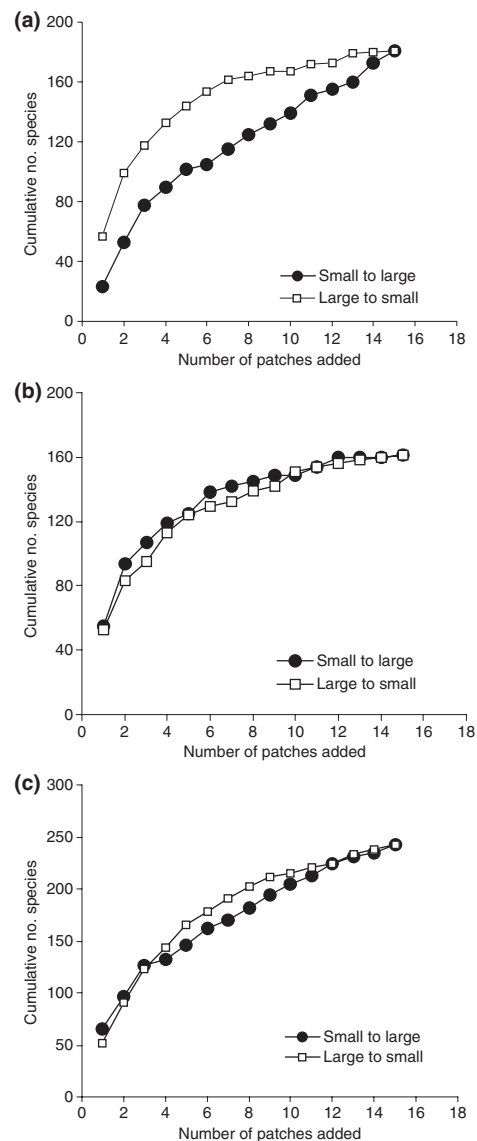 (a)
200
160
120
80
40
0
Cumulative no. species
Small to large
Large to small
0 2 4 6 8 10 12 14 16 18
Number of patches added
(b)
200
160
120
80
40
0
Cumulative no. species
Small to large
Large to small
0 2 4 6 8 10 12 14 16 18
Number of patches added
(c)
300
250
200
150
100
50
0
Cumulative no. species
Small to large
Large to small
0 2 4 6 8 10 12 14 16 18
Number of patches added